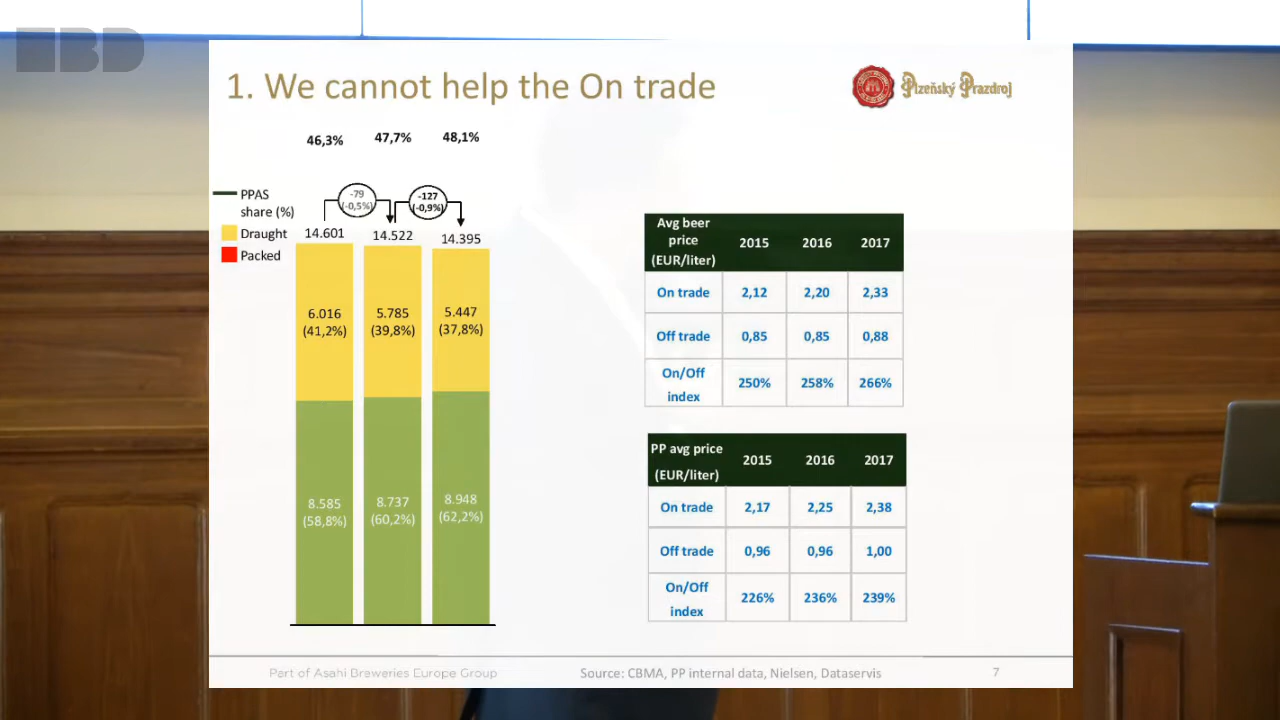 HBD
1. We cannot help the On trade
Plzeňský Prazdroj
46,3% 47,7% 48,1%
PPAS
share (%)
Draught
Packed
-79
(-0,5%)
-127
(-0,9%)
14.601 14.522 14.395
6.016
(41,2%)
5.785
(39,8%)
5.447
(37,8%)
8.585
(58,8%)
8.737
(60,2%)
8.948
(62,2%)
Avg beer
price
(EUR/liter)
2015 2016 2017
On trade 2,12 2,20 2,33
Off trade 0,85 0,85 0,88
On/Off
index
250% 258% 266%
PP avg price
(EUR/liter)
2015 2016 2017
On trade 2,17 2,25 2,38
Off trade 0,96 0,96 1,00
On/Off
index
226% 236% 239%
Part of Asahi Breweries Europe Group
Source: CBMA, PP internal data, Nielsen, Dataservis
7